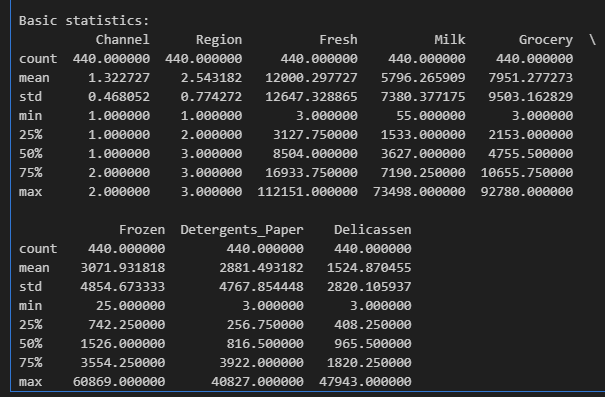 Basic statistics:
Channel Region Fresh Milk Grocery \
count 440.000000 440.000000 440.000000 440.000000 440.000000
mean 1.322727 2.543182 12000.297727 5796.265909 7951.277273
std 0.468052 0.774272 12647.328865 7380.377175 9503.162829
min 1.000000 1.000000 3.000000 55.000000 3.000000
25% 1.000000 2.000000 3127.750000 1533.000000 2153.000000
50% 1.000000 3.000000 8504.000000 3627.000000 4755.500000
75% 2.000000 3.000000 16933.750000 7190.250000 10655.750000
max 2.000000 3.000000 112151.000000 73498.000000 92780.000000
Frozen Detergents_Paper Delicassen
count 440.000000 440.000000 440.000000
mean 3071.931818 2881.493182 1524.870455
std 4854.673333 4767.854448 2820.105937
min 25.000000 3.000000 3.000000
25% 742.250000 256.750000 408.250000
50% 1526.000000 816.500000 965.500000
75% 3554.250000 3922.000000 1820.250000
max 60869.000000 40827.000000 47943.000000